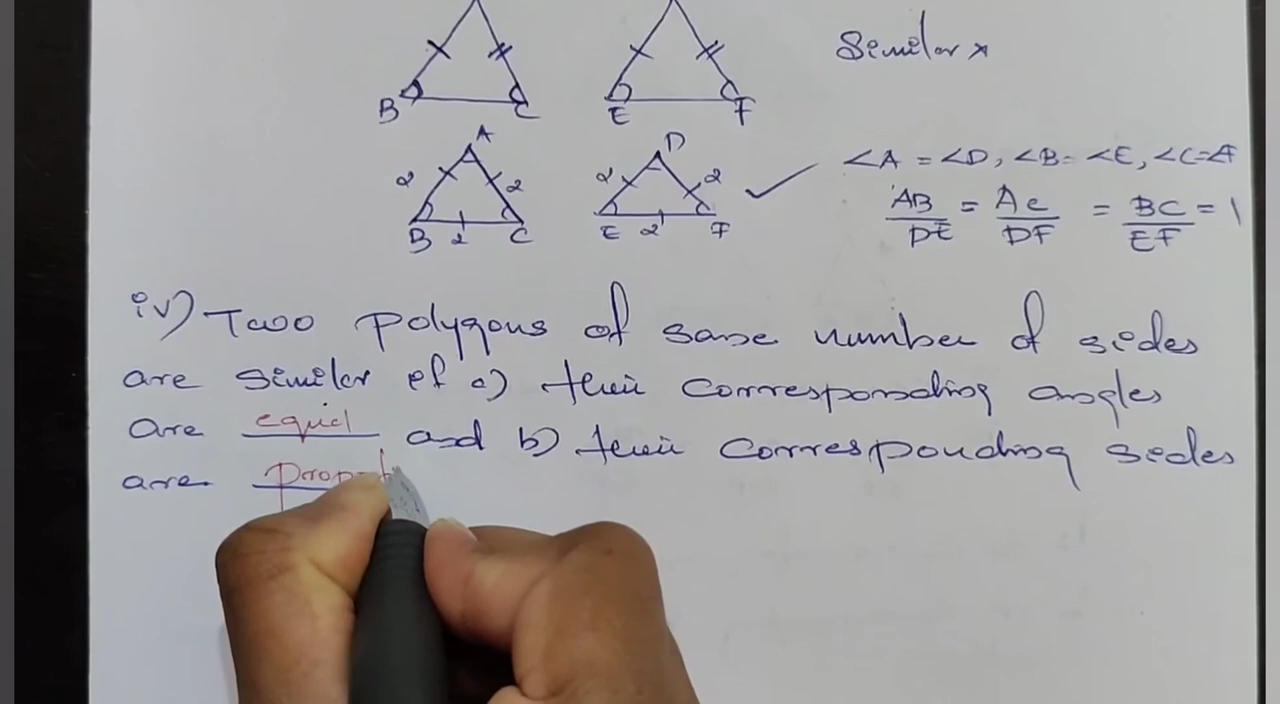 Similar x
B C E F
A D
∠A = ∠D, ∠B = ∠E, ∠C=∠F
2 2 2 2
AB/DE = AC/DF = BC/EF = 1
B 2 C E 2 F
iv) Two polygons of same number of sides
are similar if a) their corresponding angles
are equal and b) their corresponding sides
are propot